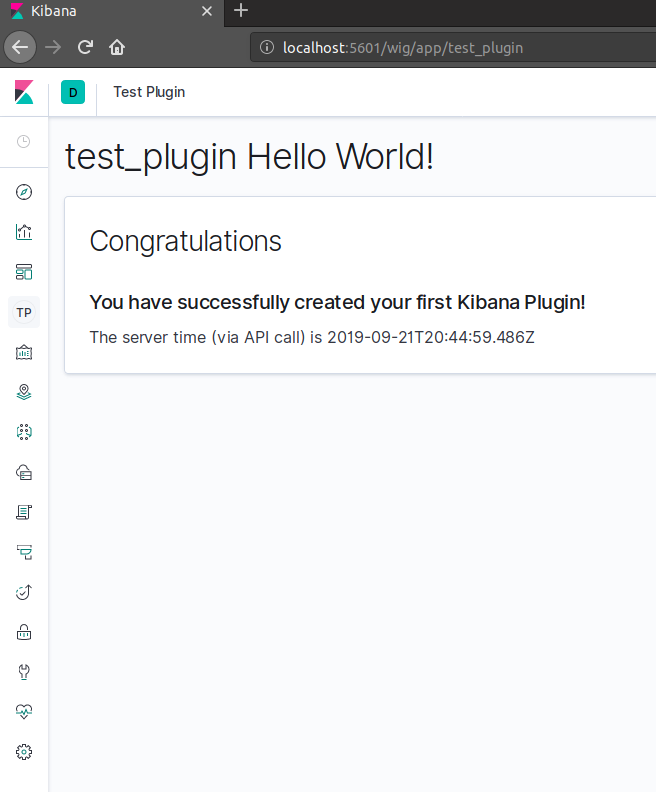 Kibana
localhost:5601/wig/app/test_plugin
D
Test Plugin
test_plugin Hello World!
Congratulations
You have successfully created your first Kibana Plugin!
The server time (via API call) is 2019-09-21T20:44:59.486Z
TP